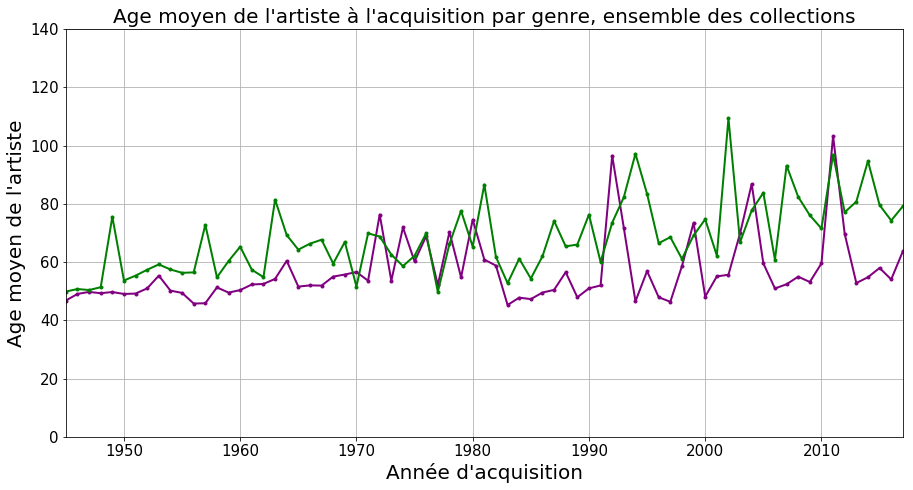 Age moyen de l'artiste à l'acquisition par genre, ensemble des collections
140
120
100
80
60
40
20
0
Age moyen de l'artiste
1950 1960 1970 1980 1990 2000 2010
Année d'acquisition